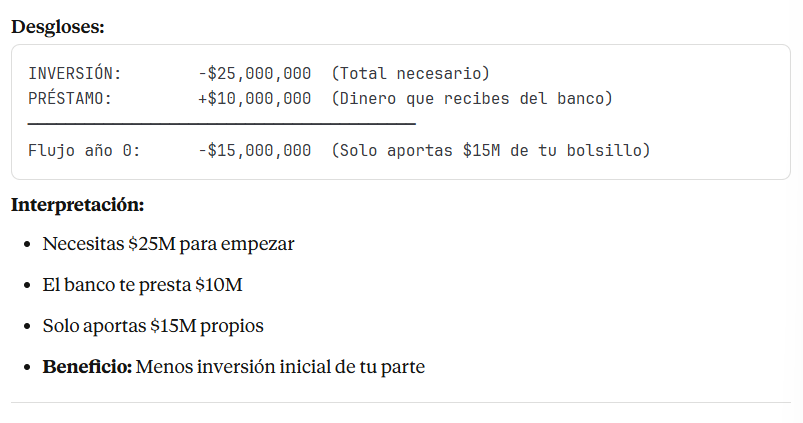 Desgloses:
INVERSIÓN: -$25,000,000 (Total necesario)
PRÉSTAMO: +$10,000,000 (Dinero que recibes del banco)
Flujo año 0: -$15,000,000 (Solo aportas $15M de tu bolsillo)
Interpretación:
• Necesitas $25M para empezar
• El banco te presta $10M
• Solo aportas $15M propios
• Beneficio: Menos inversión inicial de tu parte